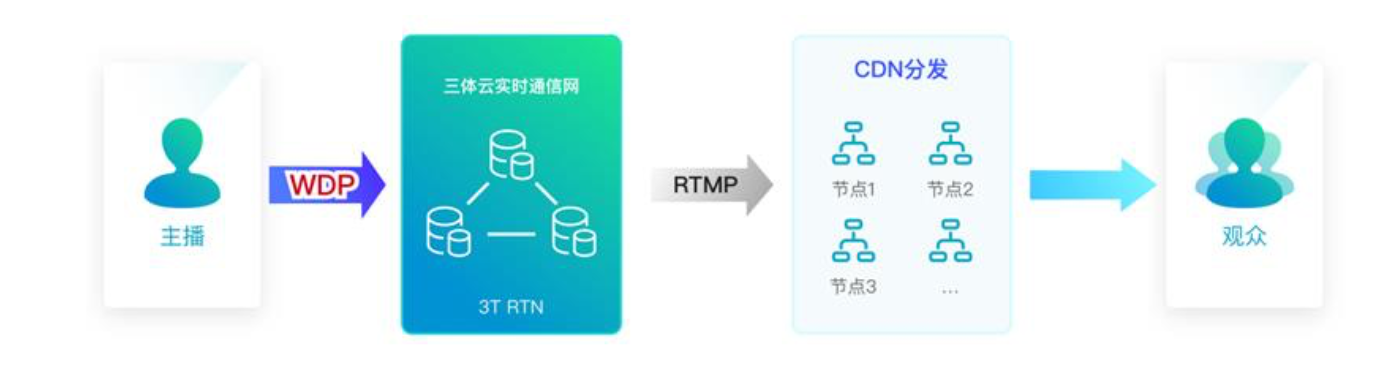 主播
WDP
三体云实时通信网
3T RTN
RTMP
CDN分发
节点1
节点2
节点3
...
观众